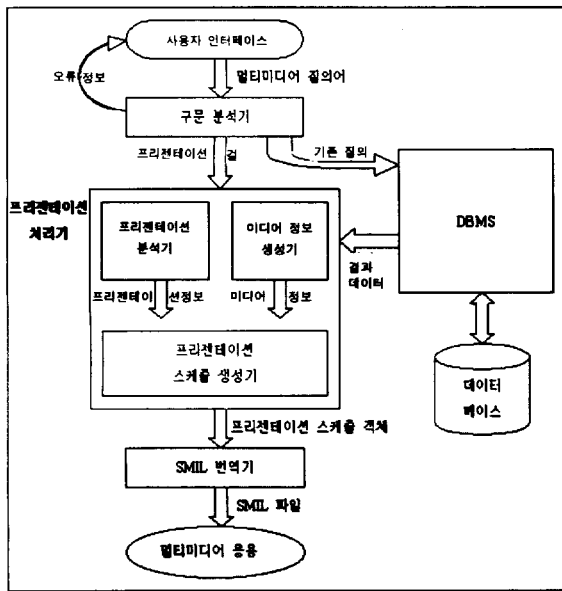 사용자 인터페이스
오류 정보
멀티미디어 질의어
구문 분석기
프리젠테이션 절
기존 질의
프리젠테이션
처리기
프리젠테이션
분석기
미디어 정보
생성기
DBMS
결과
데이터
프리젠테이션정보
미디어 정보
프리젠테이션
스케쥴 생성기
데이터
베이스
프리젠테이션 스케쥴 객체
SMIL 번역기
SMIL 파일
멀티미디어 응용